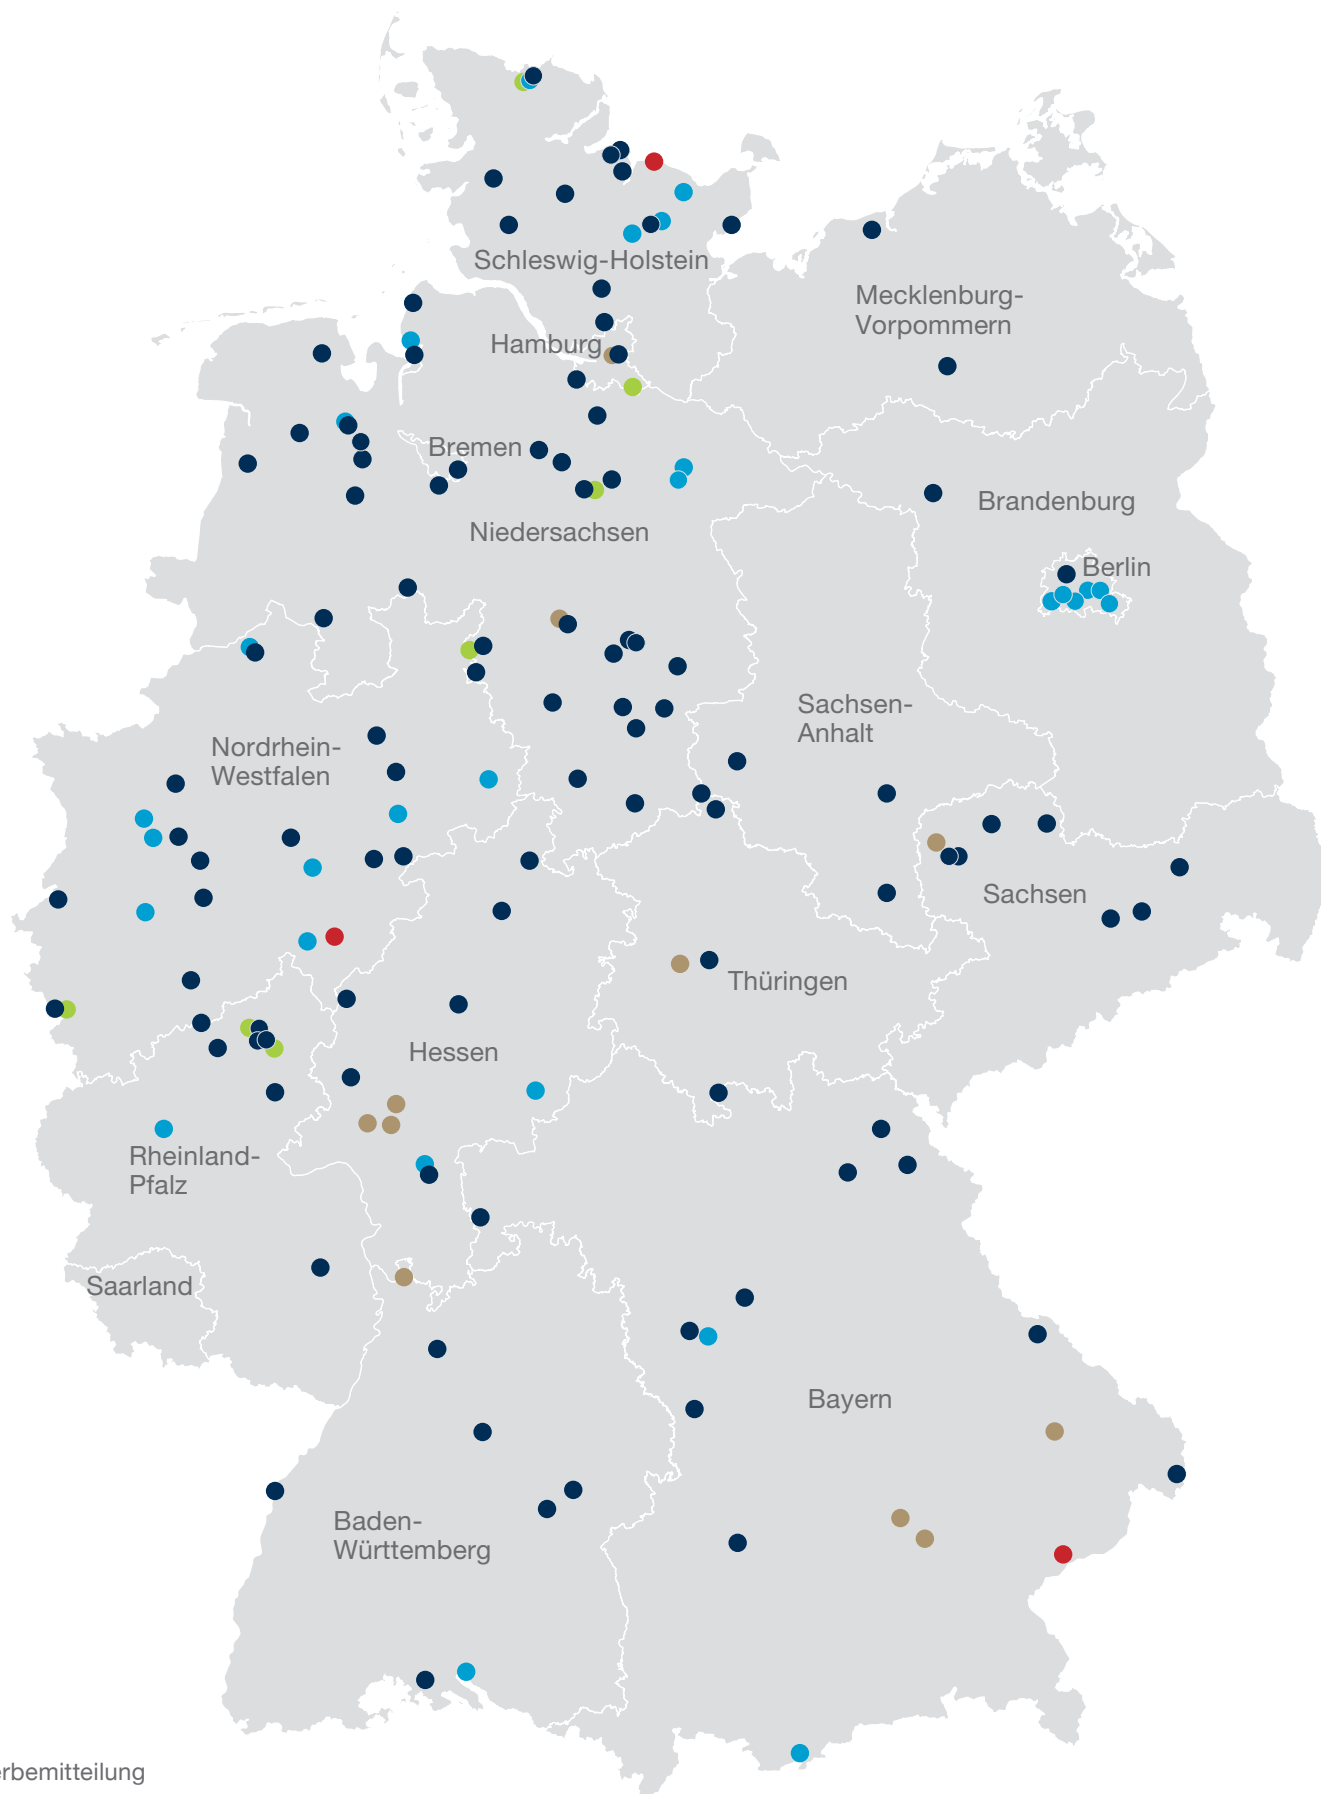 Schleswig-Holstein
Mecklenburg-
Vorpommern
Hamburg
Bremen
Brandenburg
Niedersachsen
Berlin
Sachsen-
Anhalt
Nordrhein-
Westfalen
Sachsen
Thüringen
Hessen
Rheinland-
Pfalz
Saarland
Bayern
Baden-
Württemberg
erbemitteilung